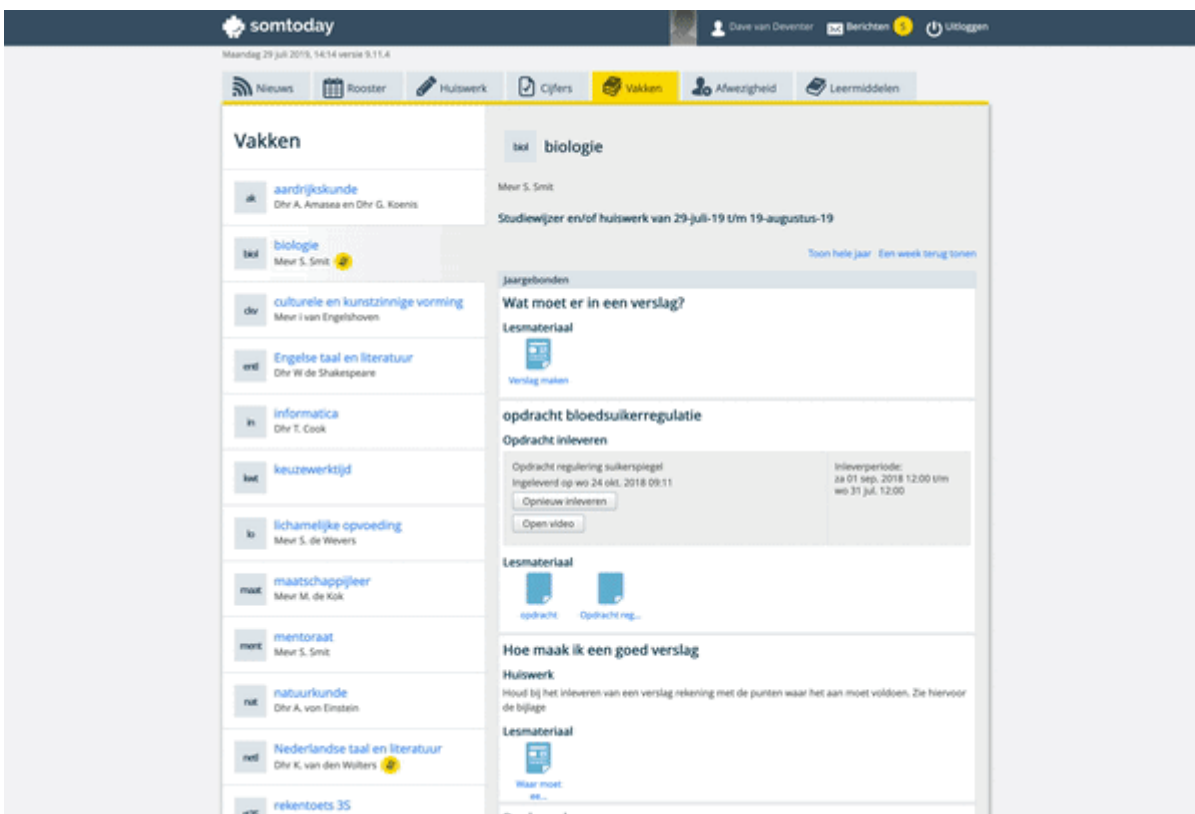 somtoday
Dave van Deventer
Berichten 5
Uitloggen
Maandag 29 juli 2019, 14:14 versie 9.11.4
Nieuws
Rooster
Huiswerk
Cijfers
Vakken
Afwezigheid
Leermiddelen
Vakken
ak
aardrijkskunde
Dhr A. Amasea en Dhr G. Koenis
biol
biologie
Mevr S. Smit
ckv
culturele en kunstzinnige vorming
Mevr i van Engelshoven
entl
Engelse taal en literatuur
Dhr W de Shakespeare
in
informatica
Dhr T. Cook
kwt
keuzewerktijd
lo
lichamelijke opvoeding
Mevr S. de Wevers
maat
maatschappijleer
Mevr M. de Kok
ment
mentoraat
Mevr S. Smit
nat
natuurkunde
Dhr A. von Einstein
netl
Nederlandse taal en literatuur
Dhr K. van den Wolters
rekentoets 3S
biol
biologie
Mevr S. Smit
Studiewijzer en/of huiswerk van 29-juli-19 t/m 19-augustus-19
Toon hele jaar Een week terug tonen
Jaargebonden
Wat moet er in een verslag?
Lesmateriaal
Verslag maken
opdracht bloedsuikerregulatie
Opdracht inleveren
Opdracht regulering suikerspiegel
Ingeleverd op wo 24 okt. 2018 09:11
Opnieuw inleveren
Open video
Inleverperiode:
za 01 sep. 2018 12:00 t/m
wo 31 jul. 12:00
Lesmateriaal
opdracht
Opdracht reg...
Hoe maak ik een goed verslag
Huiswerk
Houd bij het inleveren van een verslag rekening met de punten waar het aan moet voldoen. Zie hiervoor
de bijlage
Lesmateriaal
Waar moet
ee...